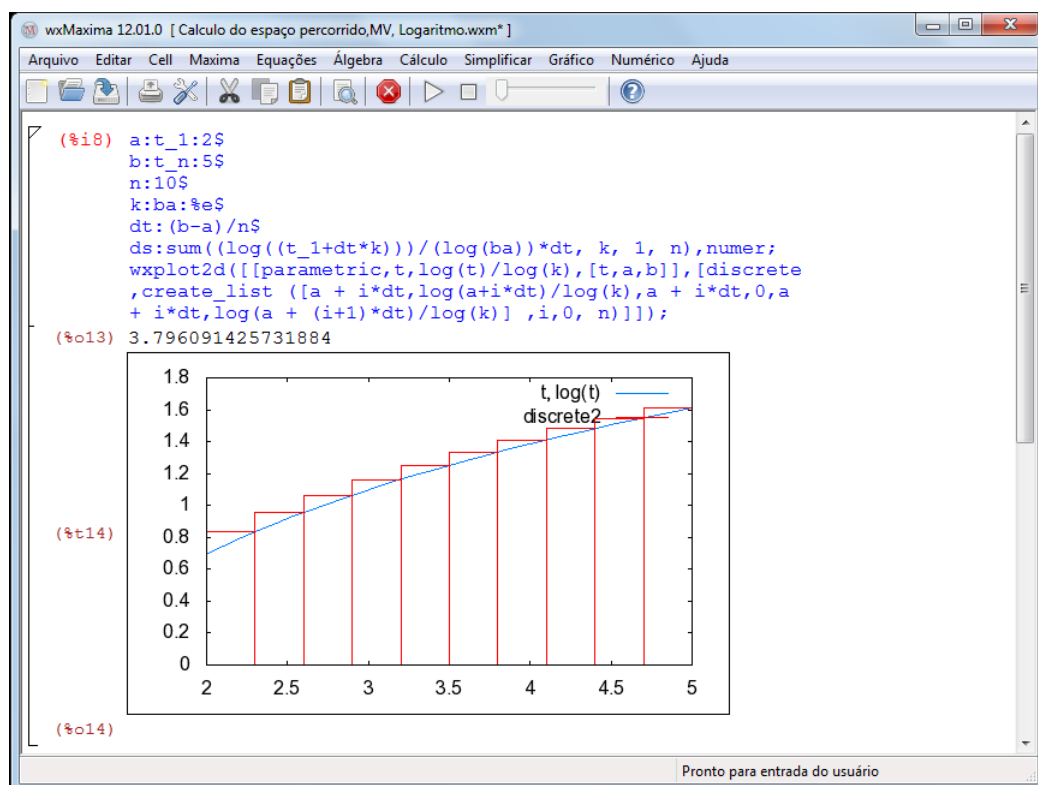 wxMaxima 12.01.0 [ Calculo do espaço percorrido,MV, Logaritmo.wxm* ]
Arquivo Editar Cell Maxima Equações Álgebra Cálculo Simplificar Gráfico Numérico Ajuda
(%i8) a:t_1:2$
b:t_n:5$
n:10$
k:ba:%e$
dt:(b-a)/n$
ds:sum((log((t_1+dt*k)))/(log(ba))*dt, k, 1, n),numer;
wxplot2d([[parametric,t,log(t)/log(k),[t,a,b]],[discrete
,create_list ([a + i*dt,log(a+i*dt)/log(k),a + i*dt,0,a
+ i*dt,log(a + (i+1)*dt)/log(k)] ,i,0, n)]]);
(%o13) 3.796091425731884
1.8
t, log(t)
1.6
discrete2
1.4
1.2
1
(%t14)
0.8
0.6
0.4
0.2
0
2 2.5 3 3.5 4 4.5 5
(%o14)
Pronto para entrada do usuário